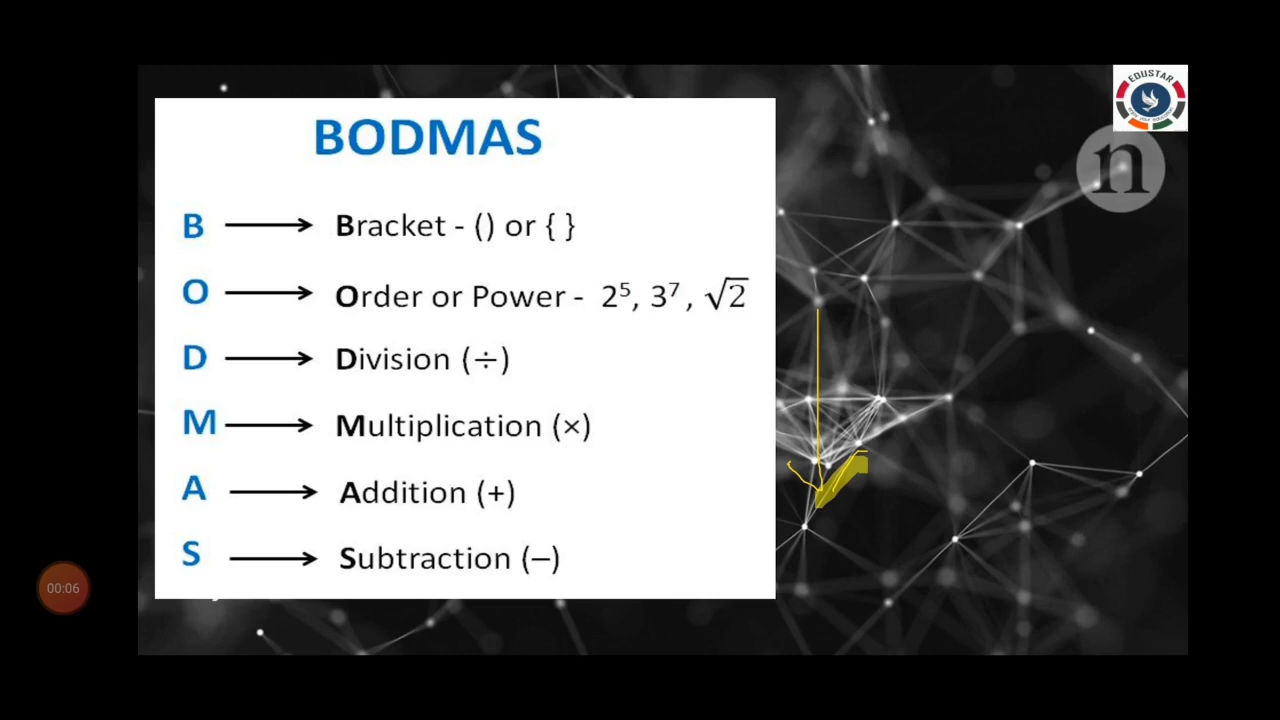 EDUSTAR
n
BODMAS
B → Bracket - () or { }
O → Order or Power - 2⁵, 3⁷, √2
D → Division (÷)
M → Multiplication (×)
A → Addition (+)
S → Subtraction (−)
00:06